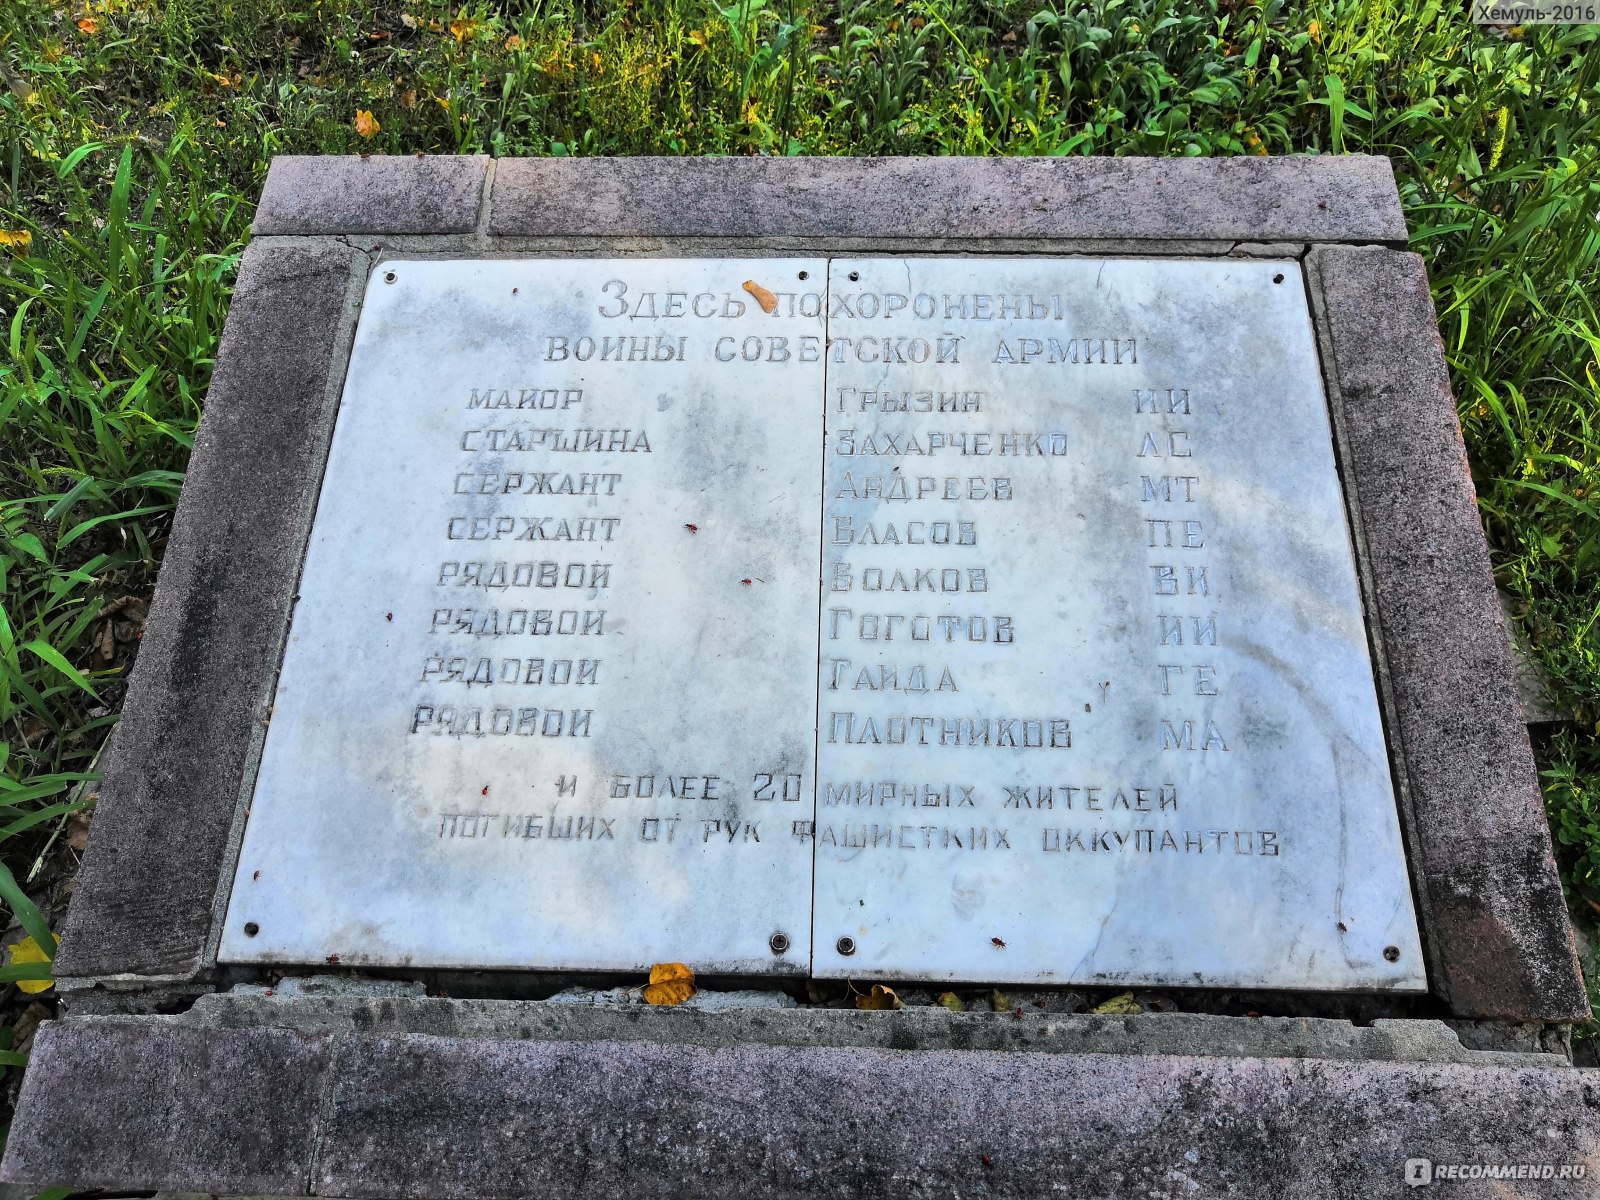 Хемуль-2016
Здесь похоронены
воины советской армии
майор Грызин ИИ
старшина Захарченко ЛС
сержант Андреев МТ
сержант Власов ПЕ
рядовой Волков ВИ
рядовой Гоготов ИИ
рядовой Гайда ГЕ
рядовой Плотников МА
и более 20 мирных жителей
погибших от рук фашистких оккупантов
RECOMMEND.RU